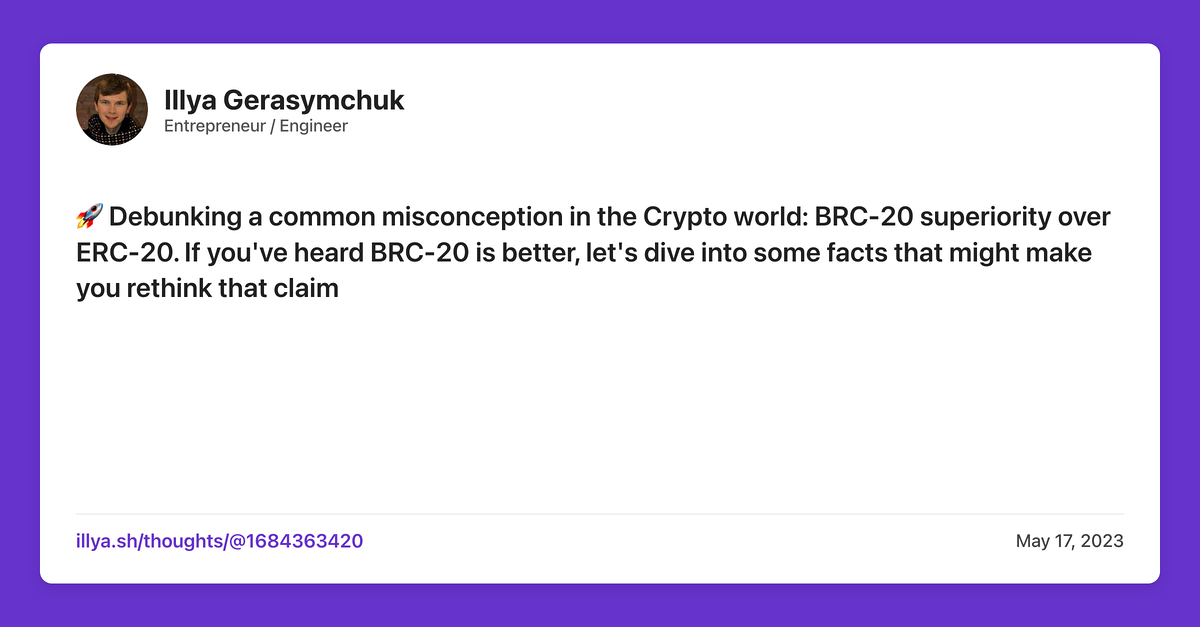 Illya Gerasymchuk
Entrepreneur / Engineer
🚀 Debunking a common misconception in the Crypto world: BRC-20 superiority over
ERC-20. If you've heard BRC-20 is better, let's dive into some facts that might make
you rethink that claim
illya.sh/thoughts/@1684363420
May 17, 2023